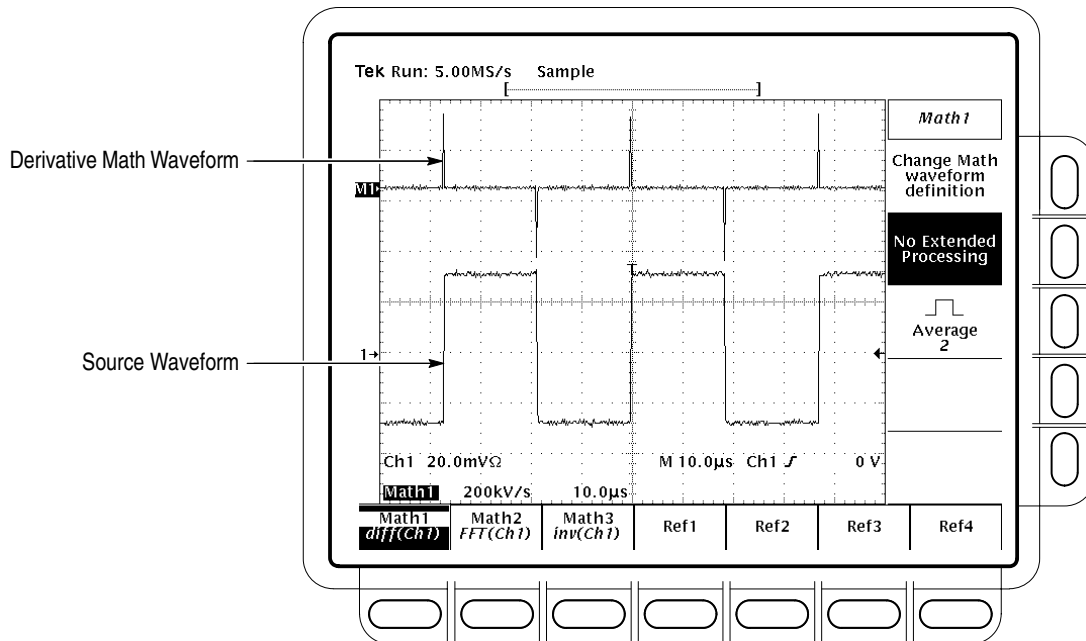 Tek Run: 5.00MS/s Sample
[ ]
Math1
Derivative Math Waveform
Change Math
waveform
definition
M1
No Extended
Processing
T
Average
2
Source Waveform
1
Ch1 20.0mVΩ M 10.0µs Ch1 0 V
Math1 200kV/s 10.0µs
Math1 Math2 Math3 Ref1 Ref2 Ref3 Ref4
diff(Ch1) FFT(Ch1) inv(Ch1)